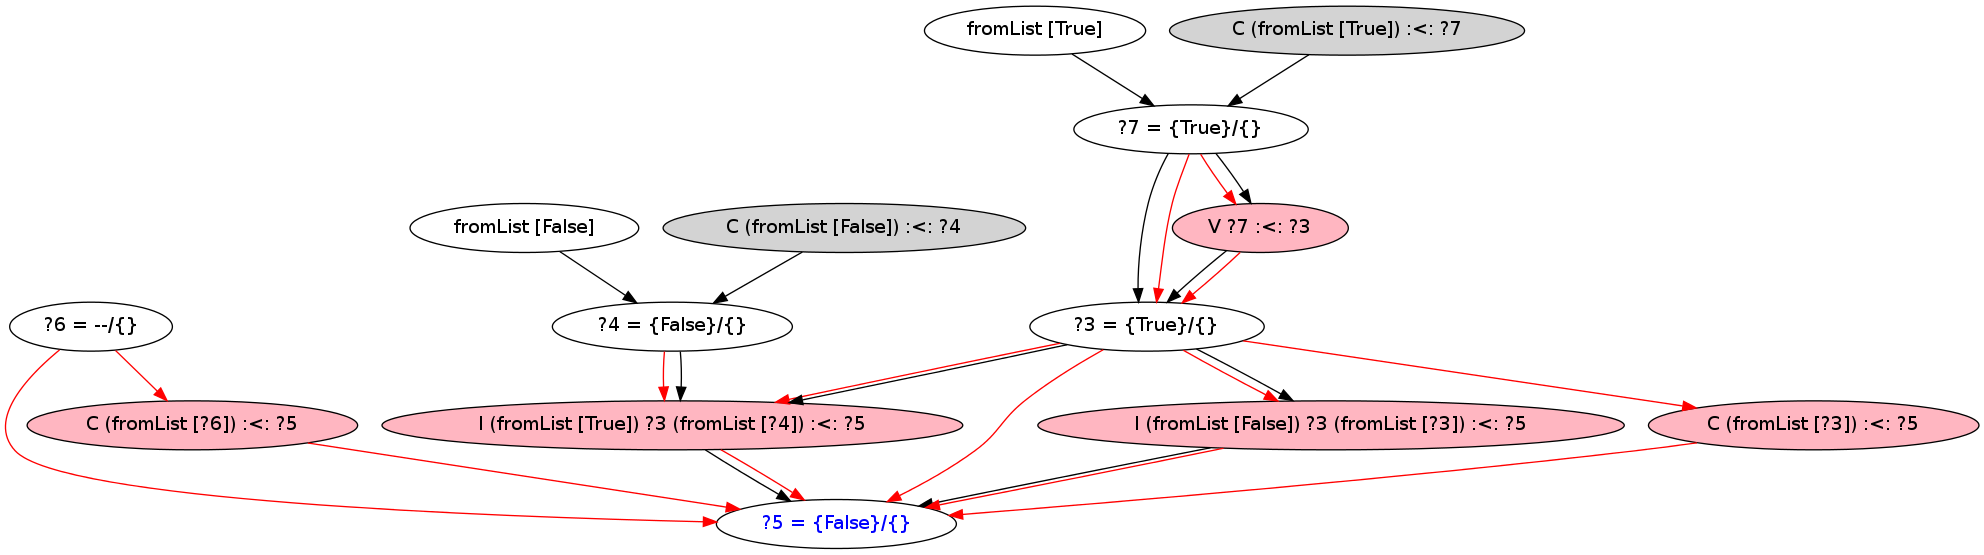 fromList [True]
C (fromList [True]) :<: ?7
?7 = {True}/{}
fromList [False]
C (fromList [False]) :<: ?4
V ?7 :<: ?3
?6 = --/{}
?4 = {False}/{}
?3 = {True}/{}
C (fromList [?6]) :<: ?5
I (fromList [True]) ?3 (fromList [?4]) :<: ?5
I (fromList [False]) ?3 (fromList [?3]) :<: ?5
C (fromList [?3]) :<: ?5
?5 = {False}/{}